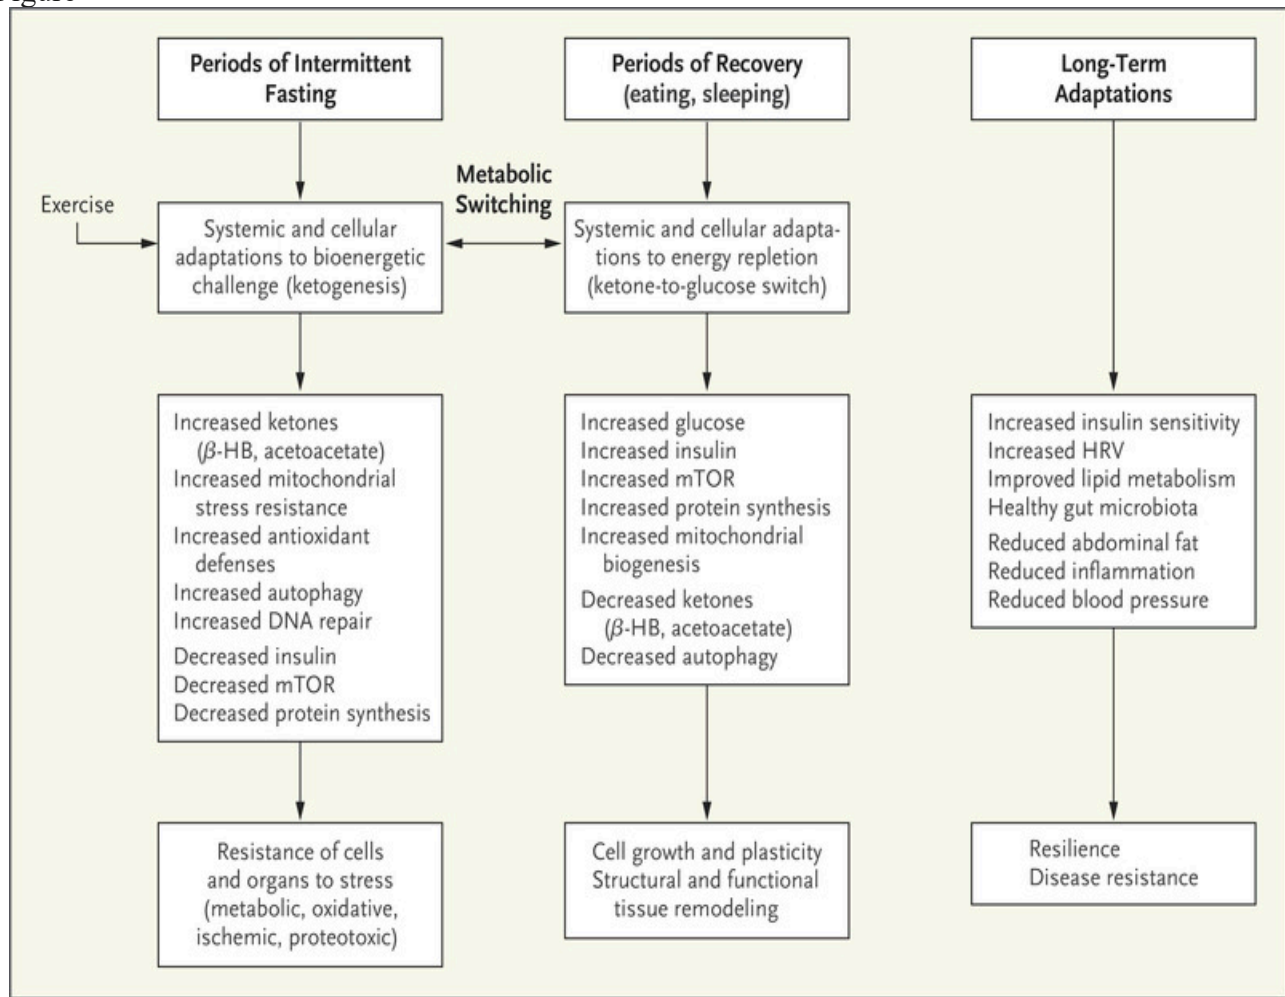 Figure
Periods of Intermittent
Fasting
Periods of Recovery
(eating, sleeping)
Long-Term
Adaptations
Exercise
Metabolic
Switching
Systemic and cellular
adaptations to bioenergetic
challenge (ketogenesis)
Systemic and cellular adapta-
tions to energy repletion
(ketone-to-glucose switch)
Increased ketones
(β-HB, acetoacetate)
Increased mitochondrial
stress resistance
Increased antioxidant
defenses
Increased autophagy
Increased DNA repair
Decreased insulin
Decreased mTOR
Decreased protein synthesis
Increased glucose
Increased insulin
Increased mTOR
Increased protein synthesis
Increased mitochondrial
biogenesis
Decreased ketones
(β-HB, acetoacetate)
Decreased autophagy
Increased insulin sensitivity
Increased HRV
Improved lipid metabolism
Healthy gut microbiota
Reduced abdominal fat
Reduced inflammation
Reduced blood pressure
Resistance of cells
and organs to stress
(metabolic, oxidative,
ischemic, proteotoxic)
Cell growth and plasticity
Structural and functional
tissue remodeling
Resilience
Disease resistance